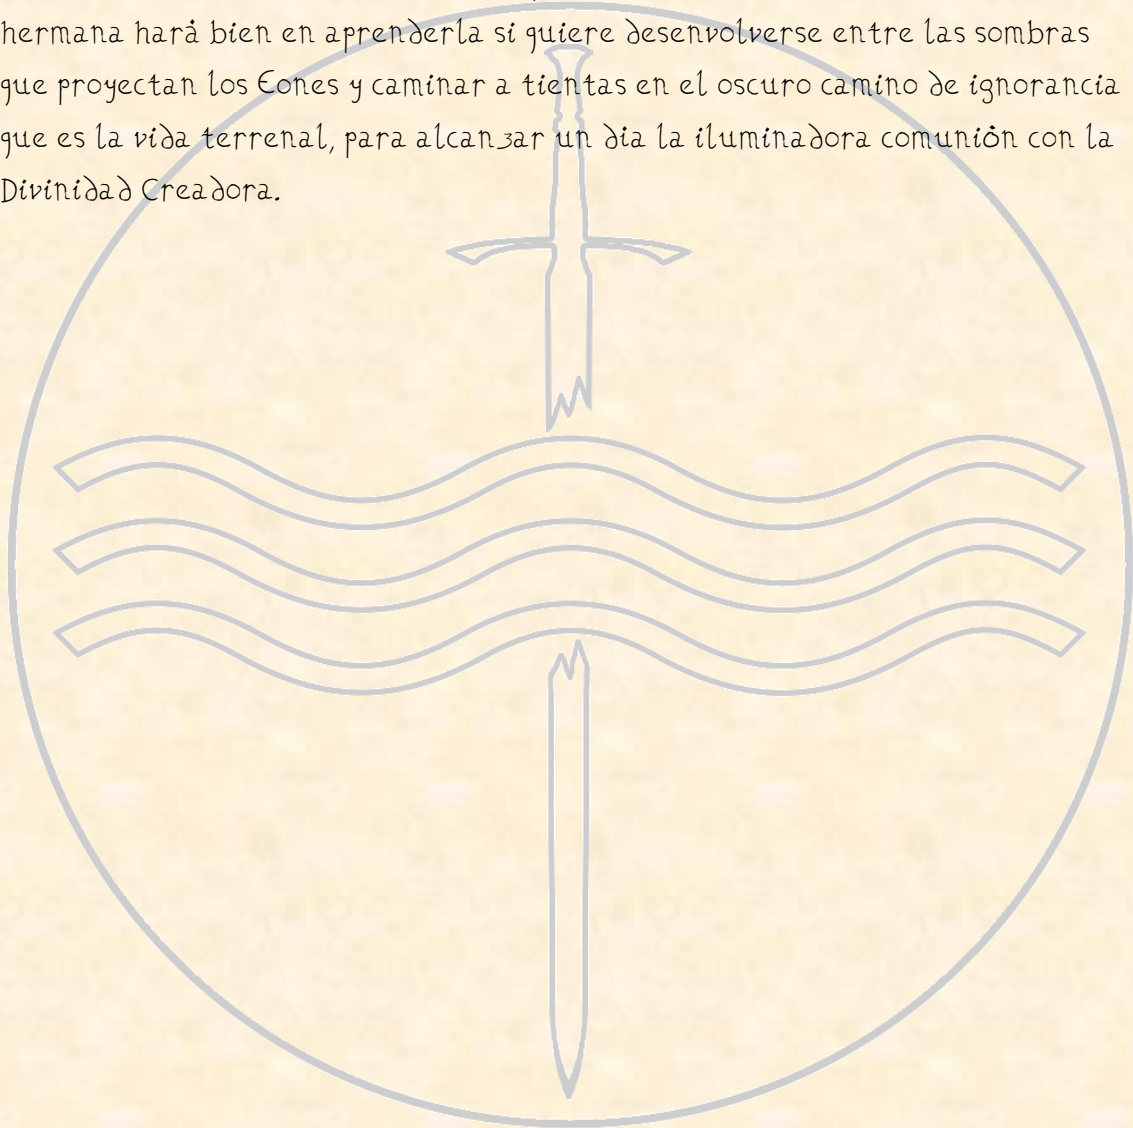 hermana hará bien en aprenderla si quiere desenvolverse entre las sombras
que proyectan los Eones y caminar a tientas en el oscuro camino de ignorancia
que es la vida terrenal, para alcanzar un dia la iluminadora comunión con la
Divinidad Creadora.